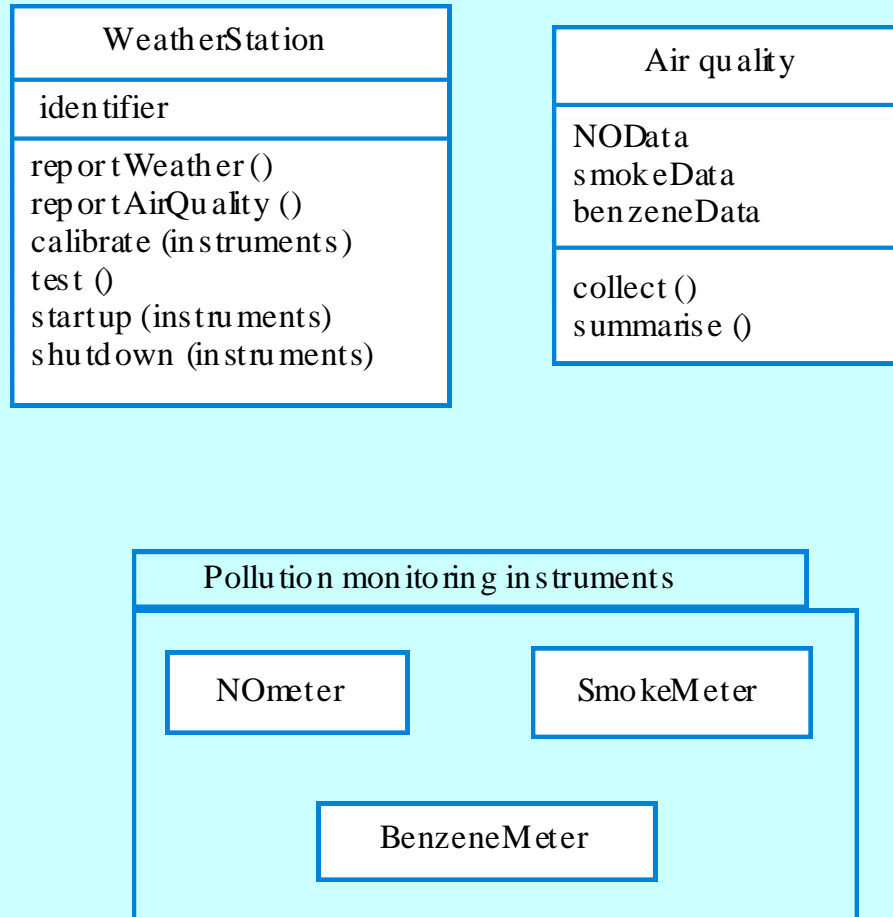 WeatherStation
identifier
reportWeather ()
reportAirQuality ()
calibrate (instruments)
test ()
startup (instruments)
shutdown (instruments)
Air quality
NOData
smokeData
benzeneData
collect ()
summarise ()
Pollution monitoring instruments
NOmeter
SmokeMeter
BenzeneMeter